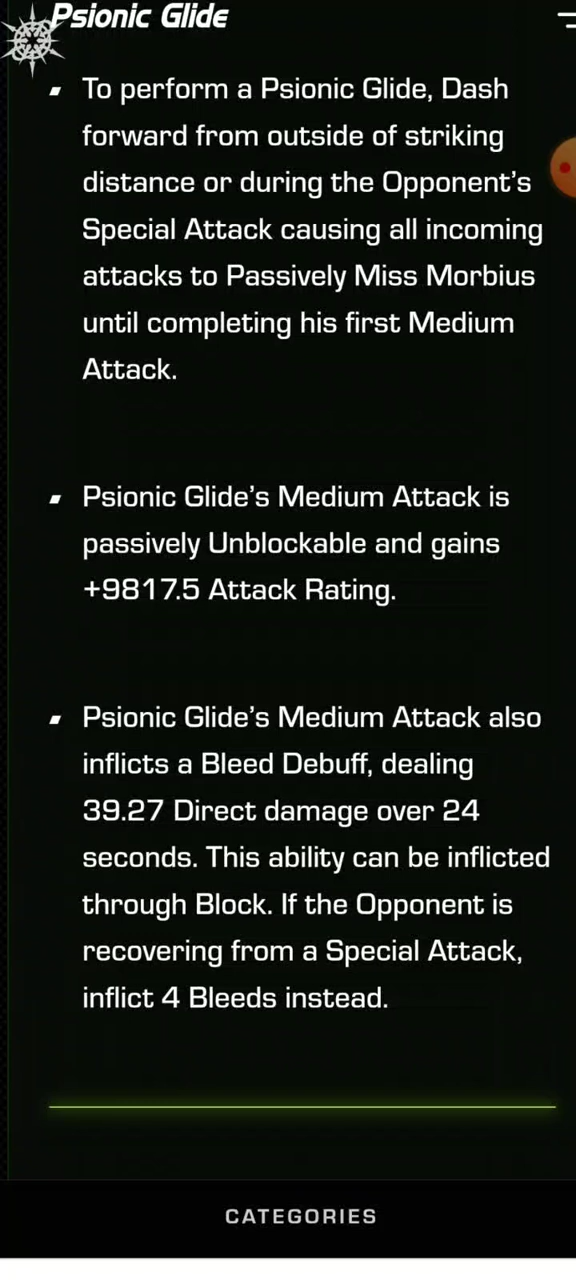 Psionic Glide
To perform a Psionic Glide, Dash
forward from outside of striking
distance or during the Opponent's
Special Attack causing all incoming
attacks to Passively Miss Morbius
until completing his first Medium
Attack.
Psionic Glide's Medium Attack is
passively Unblockable and gains
+9817.5 Attack Rating.
Psionic Glide's Medium Attack also
inflicts a Bleed Debuff, dealing
39.27 Direct damage over 24
seconds. This ability can be inflicted
through Block. If the Opponent is
recovering from a Special Attack,
inflict 4 Bleeds instead.
CATEGORIES